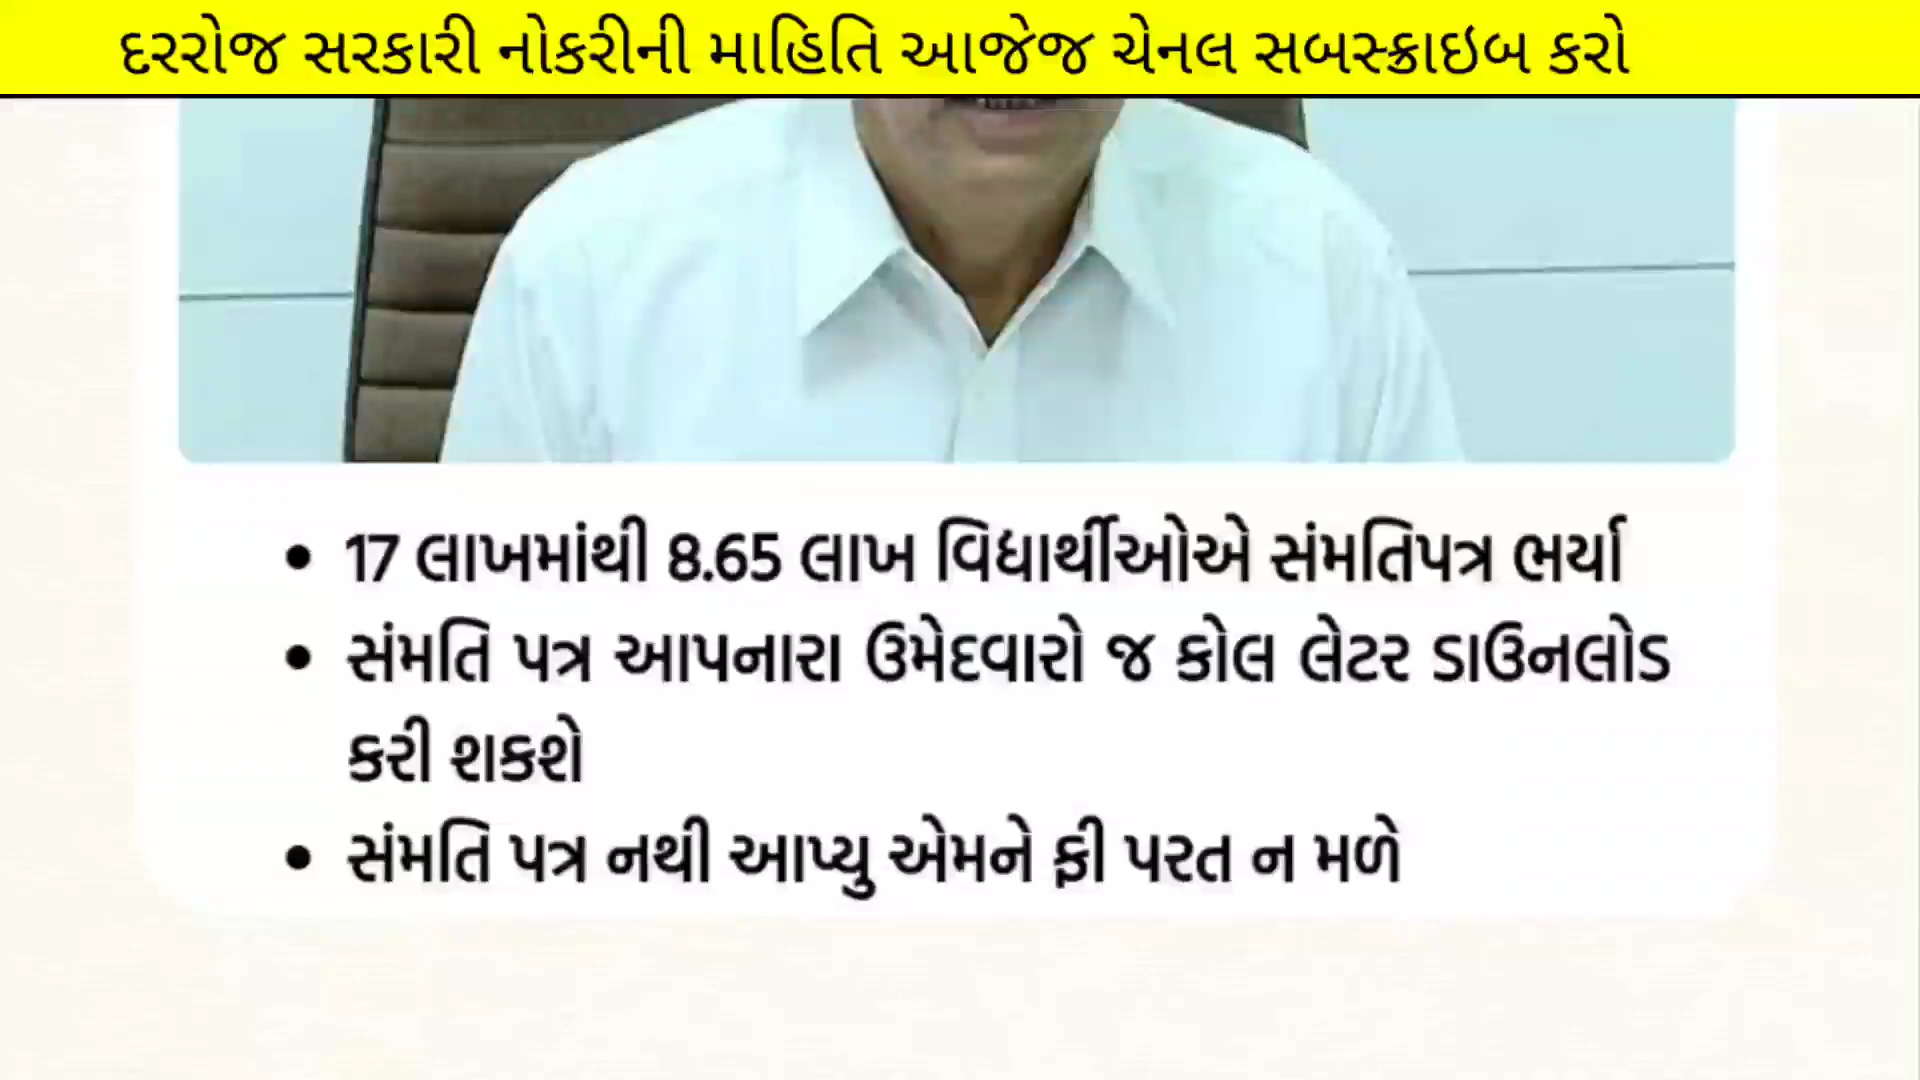 દરરોજ સરકારી નોકરીની માહિતિ આજેજ ચેનલ સબસ્ક્રાઇબ કરો
• 17 લાખમાંથી 8.65 લાખ વિદ્યાર્થીઓએ સંમતિપત્ર ભર્યા
• સંમતિ પત્ર આપનારા ઉમેદવારો જ કોલ લેટર ડાઉનલોડ
કરી શકશે
• સંમતિ પત્ર નથી આપ્યુ એમને ફી પરત ન મળે